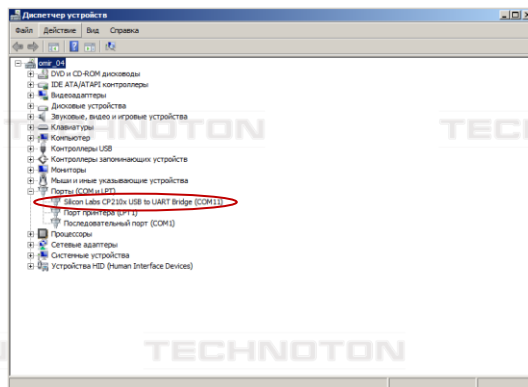 Диспетчер устройств
Файл Действие Вид Справка
omir_04
DVD и CD-ROM дисководы
IDE ATA/ATAPI контроллеры
Видеоадаптеры
Дисковые устройства
Звуковые, видео и игровые устройства
Клавиатуры
Компьютер
Контроллеры USB
Контроллеры запоминающих устройств
Мониторы
Мыши и иные указывающие устройства
Порты (COM и LPT)
Silicon Labs CP210x USB to UART Bridge (COM11)
Порт принтера (LPT1)
Последовательный порт (COM1)
Процессоры
Сетевые адаптеры
Системные устройства
Устройства HID (Human Interface Devices)
TECHNOTON